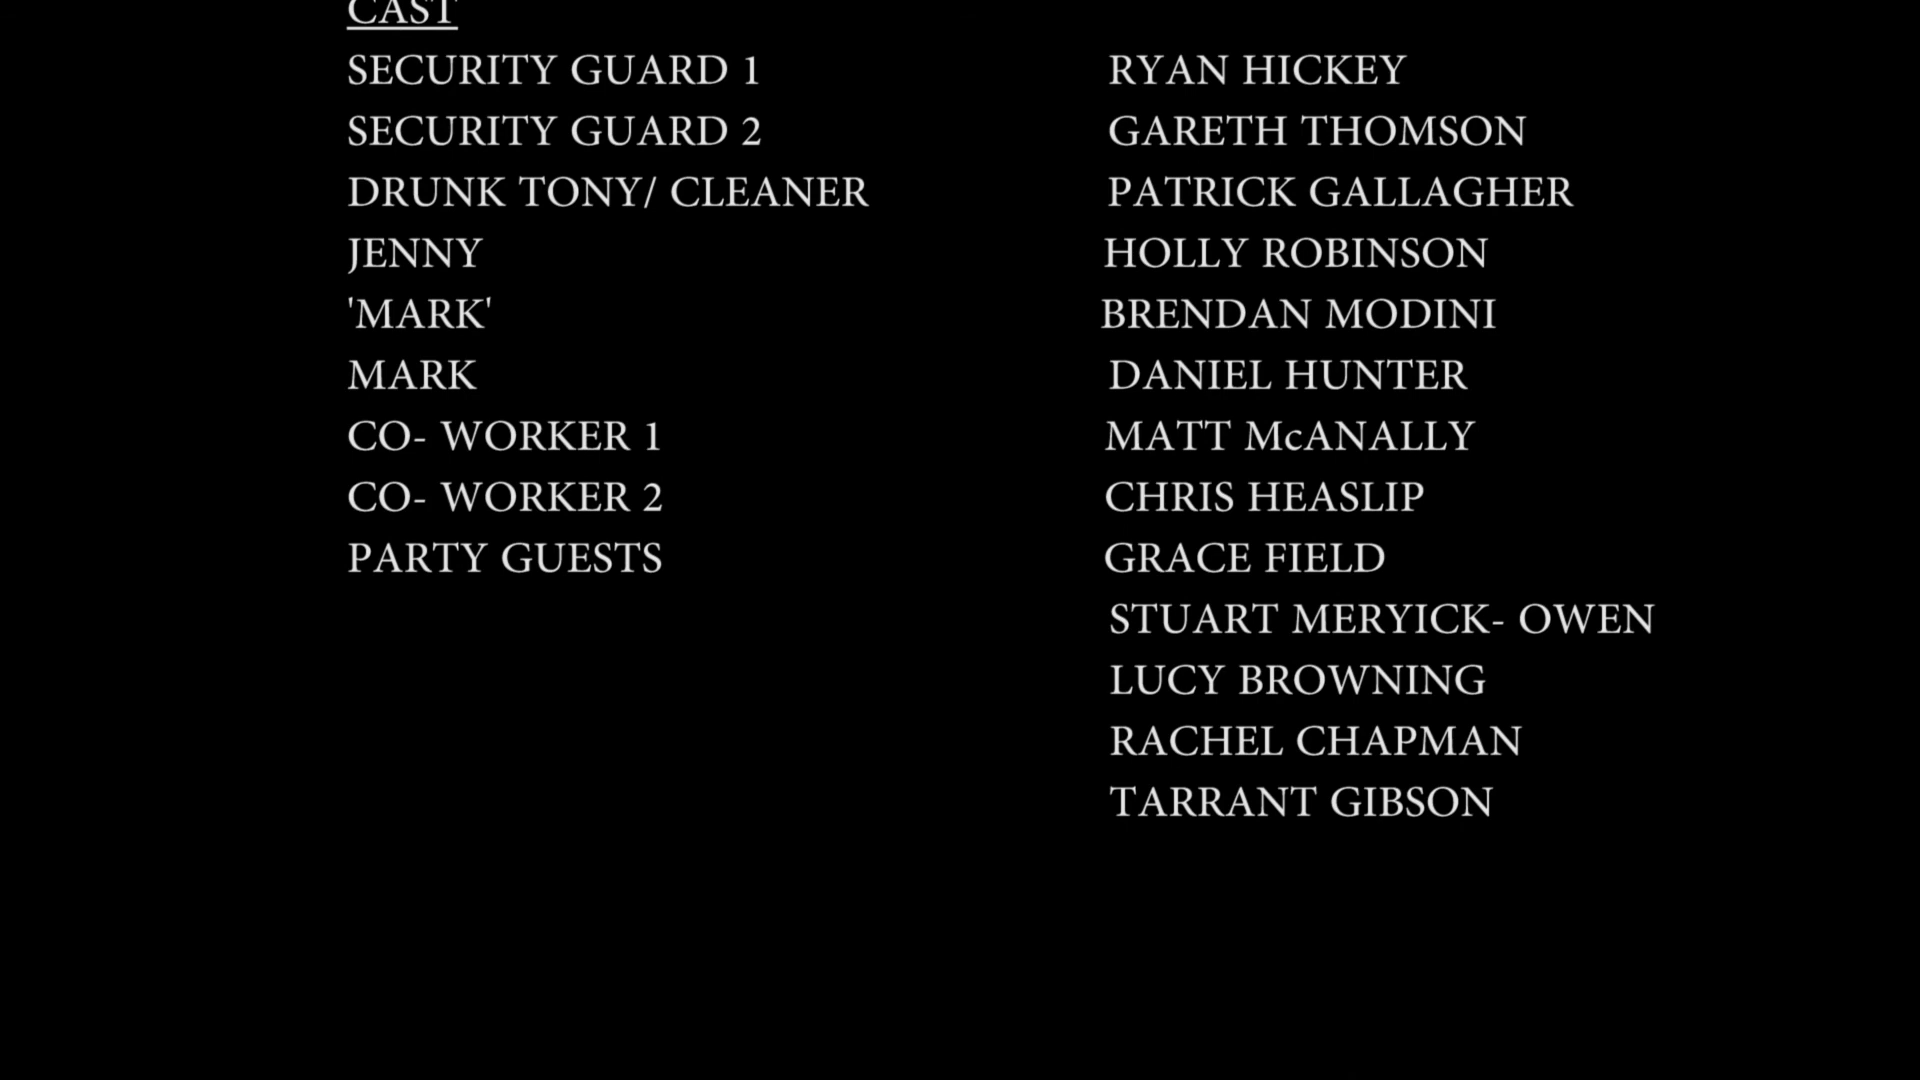 CAST
SECURITY GUARD 1 RYAN HICKEY
SECURITY GUARD 2 GARETH THOMSON
DRUNK TONY/ CLEANER PATRICK GALLAGHER
JENNY HOLLY ROBINSON
'MARK' BRENDAN MODINI
MARK DANIEL HUNTER
CO- WORKER 1 MATT McANALLY
CO- WORKER 2 CHRIS HEASLIP
PARTY GUESTS GRACE FIELD
STUART MERYICK- OWEN
LUCY BROWNING
RACHEL CHAPMAN
TARRANT GIBSON